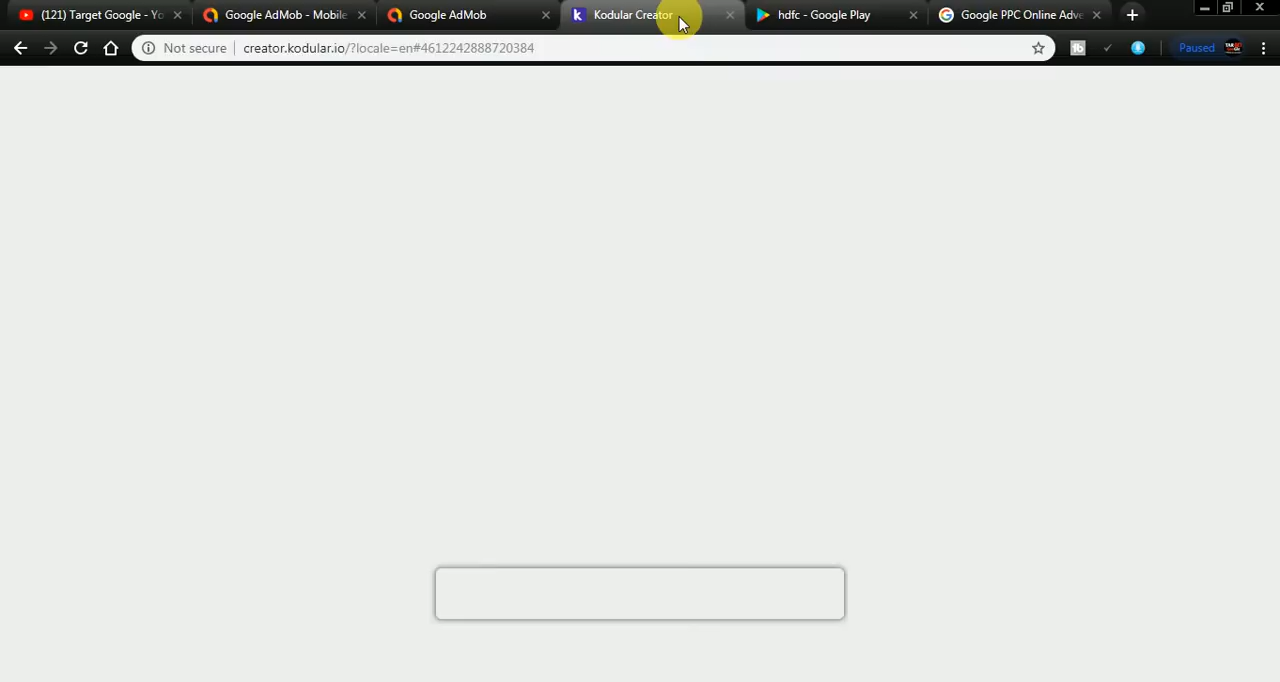 (121) Target Google - Yo
Google AdMob - Mobile
Google AdMob
Kodular Creator
hdfc - Google Play
Google PPC Online Adve
Not secure
creator.kodular.io/?locale=en#4612242888720384
Paused